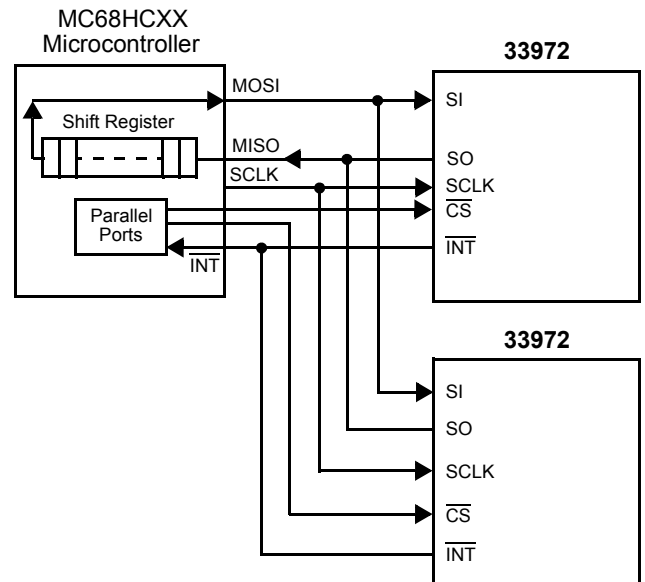 MC68HCXX
Microcontroller
33972
MOSI
SI
Shift Register
MISO
SO
SCLK
SCLK
CS
Parallel
Ports
INT
INT
33972
SI
SO
SCLK
CS
INT